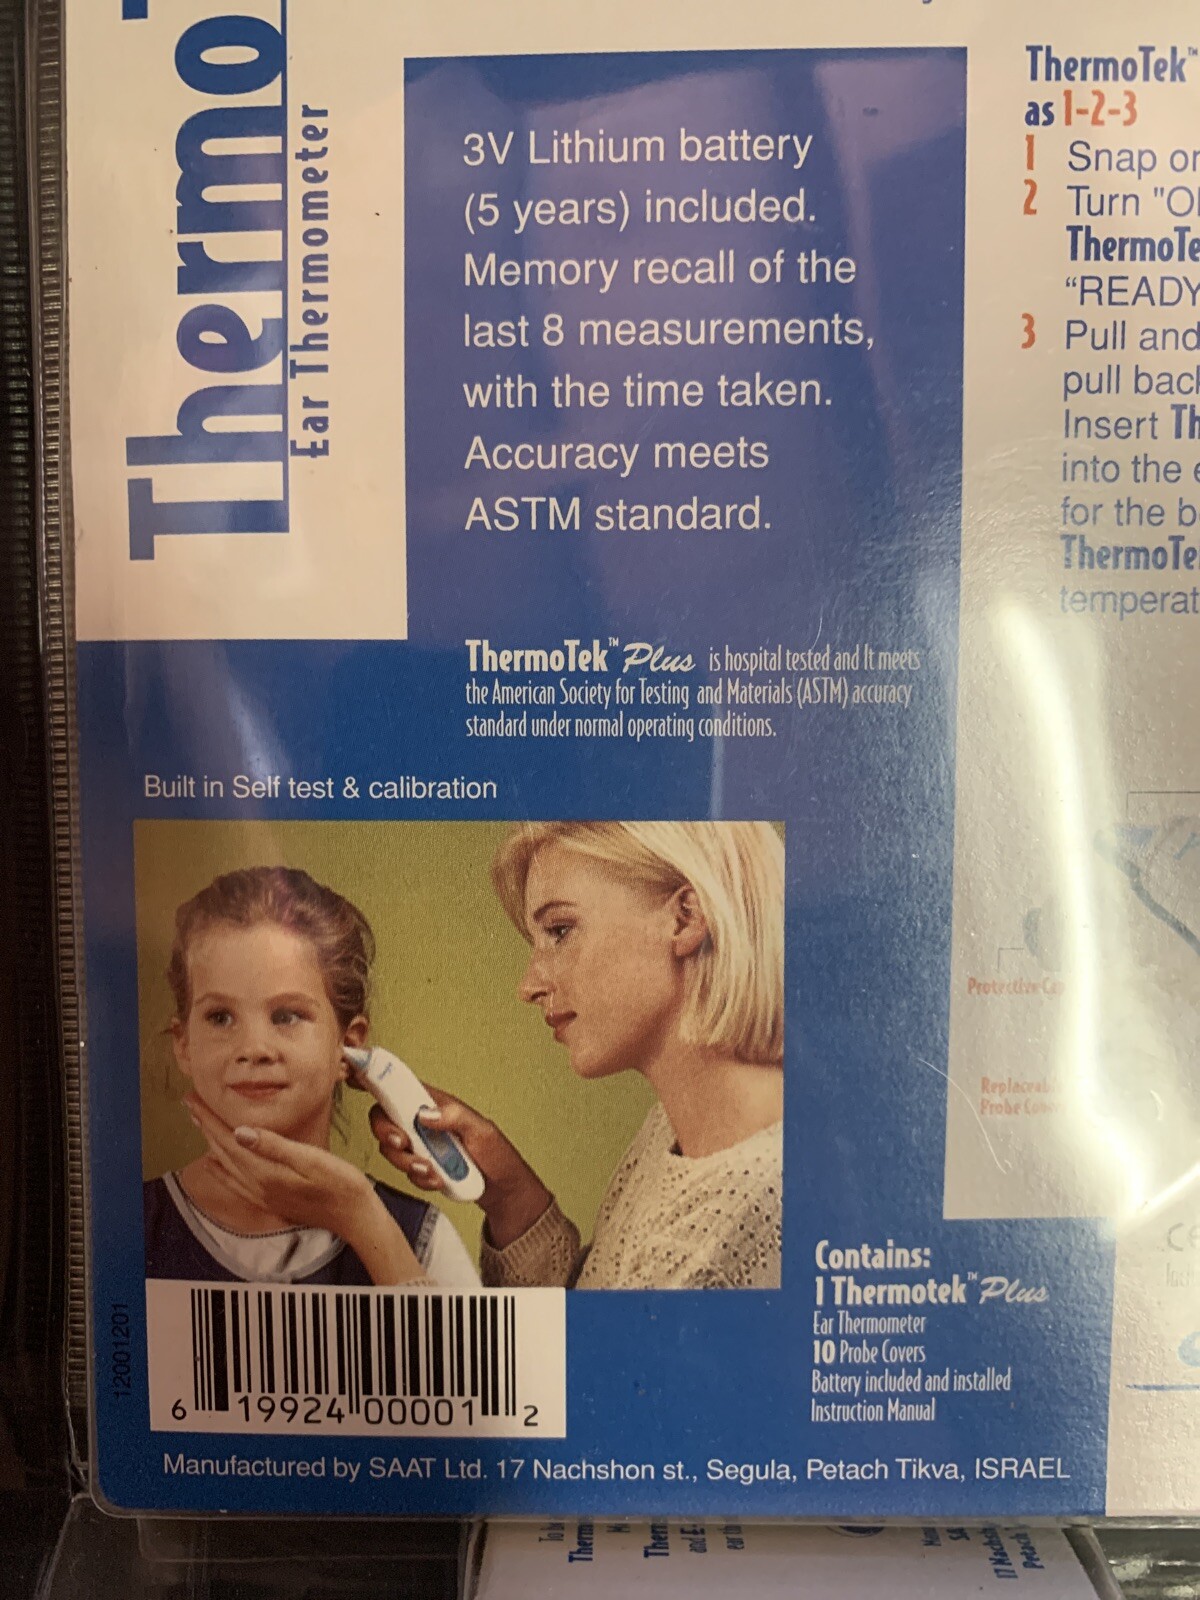 Thermo
Ear Thermometer
3V Lithium battery
(5 years) included.
Memory recall of the
last 8 measurements,
with the time taken.
Accuracy meets
ASTM standard.
ThermoTek™ Plus is hospital tested and It meets
the American Society for Testing and Materials (ASTM) accuracy
standard under normal operating conditions.
Built in Self test & calibration
ThermoTek™
as 1-2-3
1 Snap
2 Turn
“READY
3 Pull and
pull
Insert
into the
for the
Protective
Probe
Contains:
1 Thermotek™ Plus
Ear Thermometer
10 Probe Covers
Battery included and installed
Instruction Manual
12001201
6 19924 00001 2
Manufactured by SAAT Ltd. 17 Nachshon st., Segula, Petach Tikva, ISRAEL